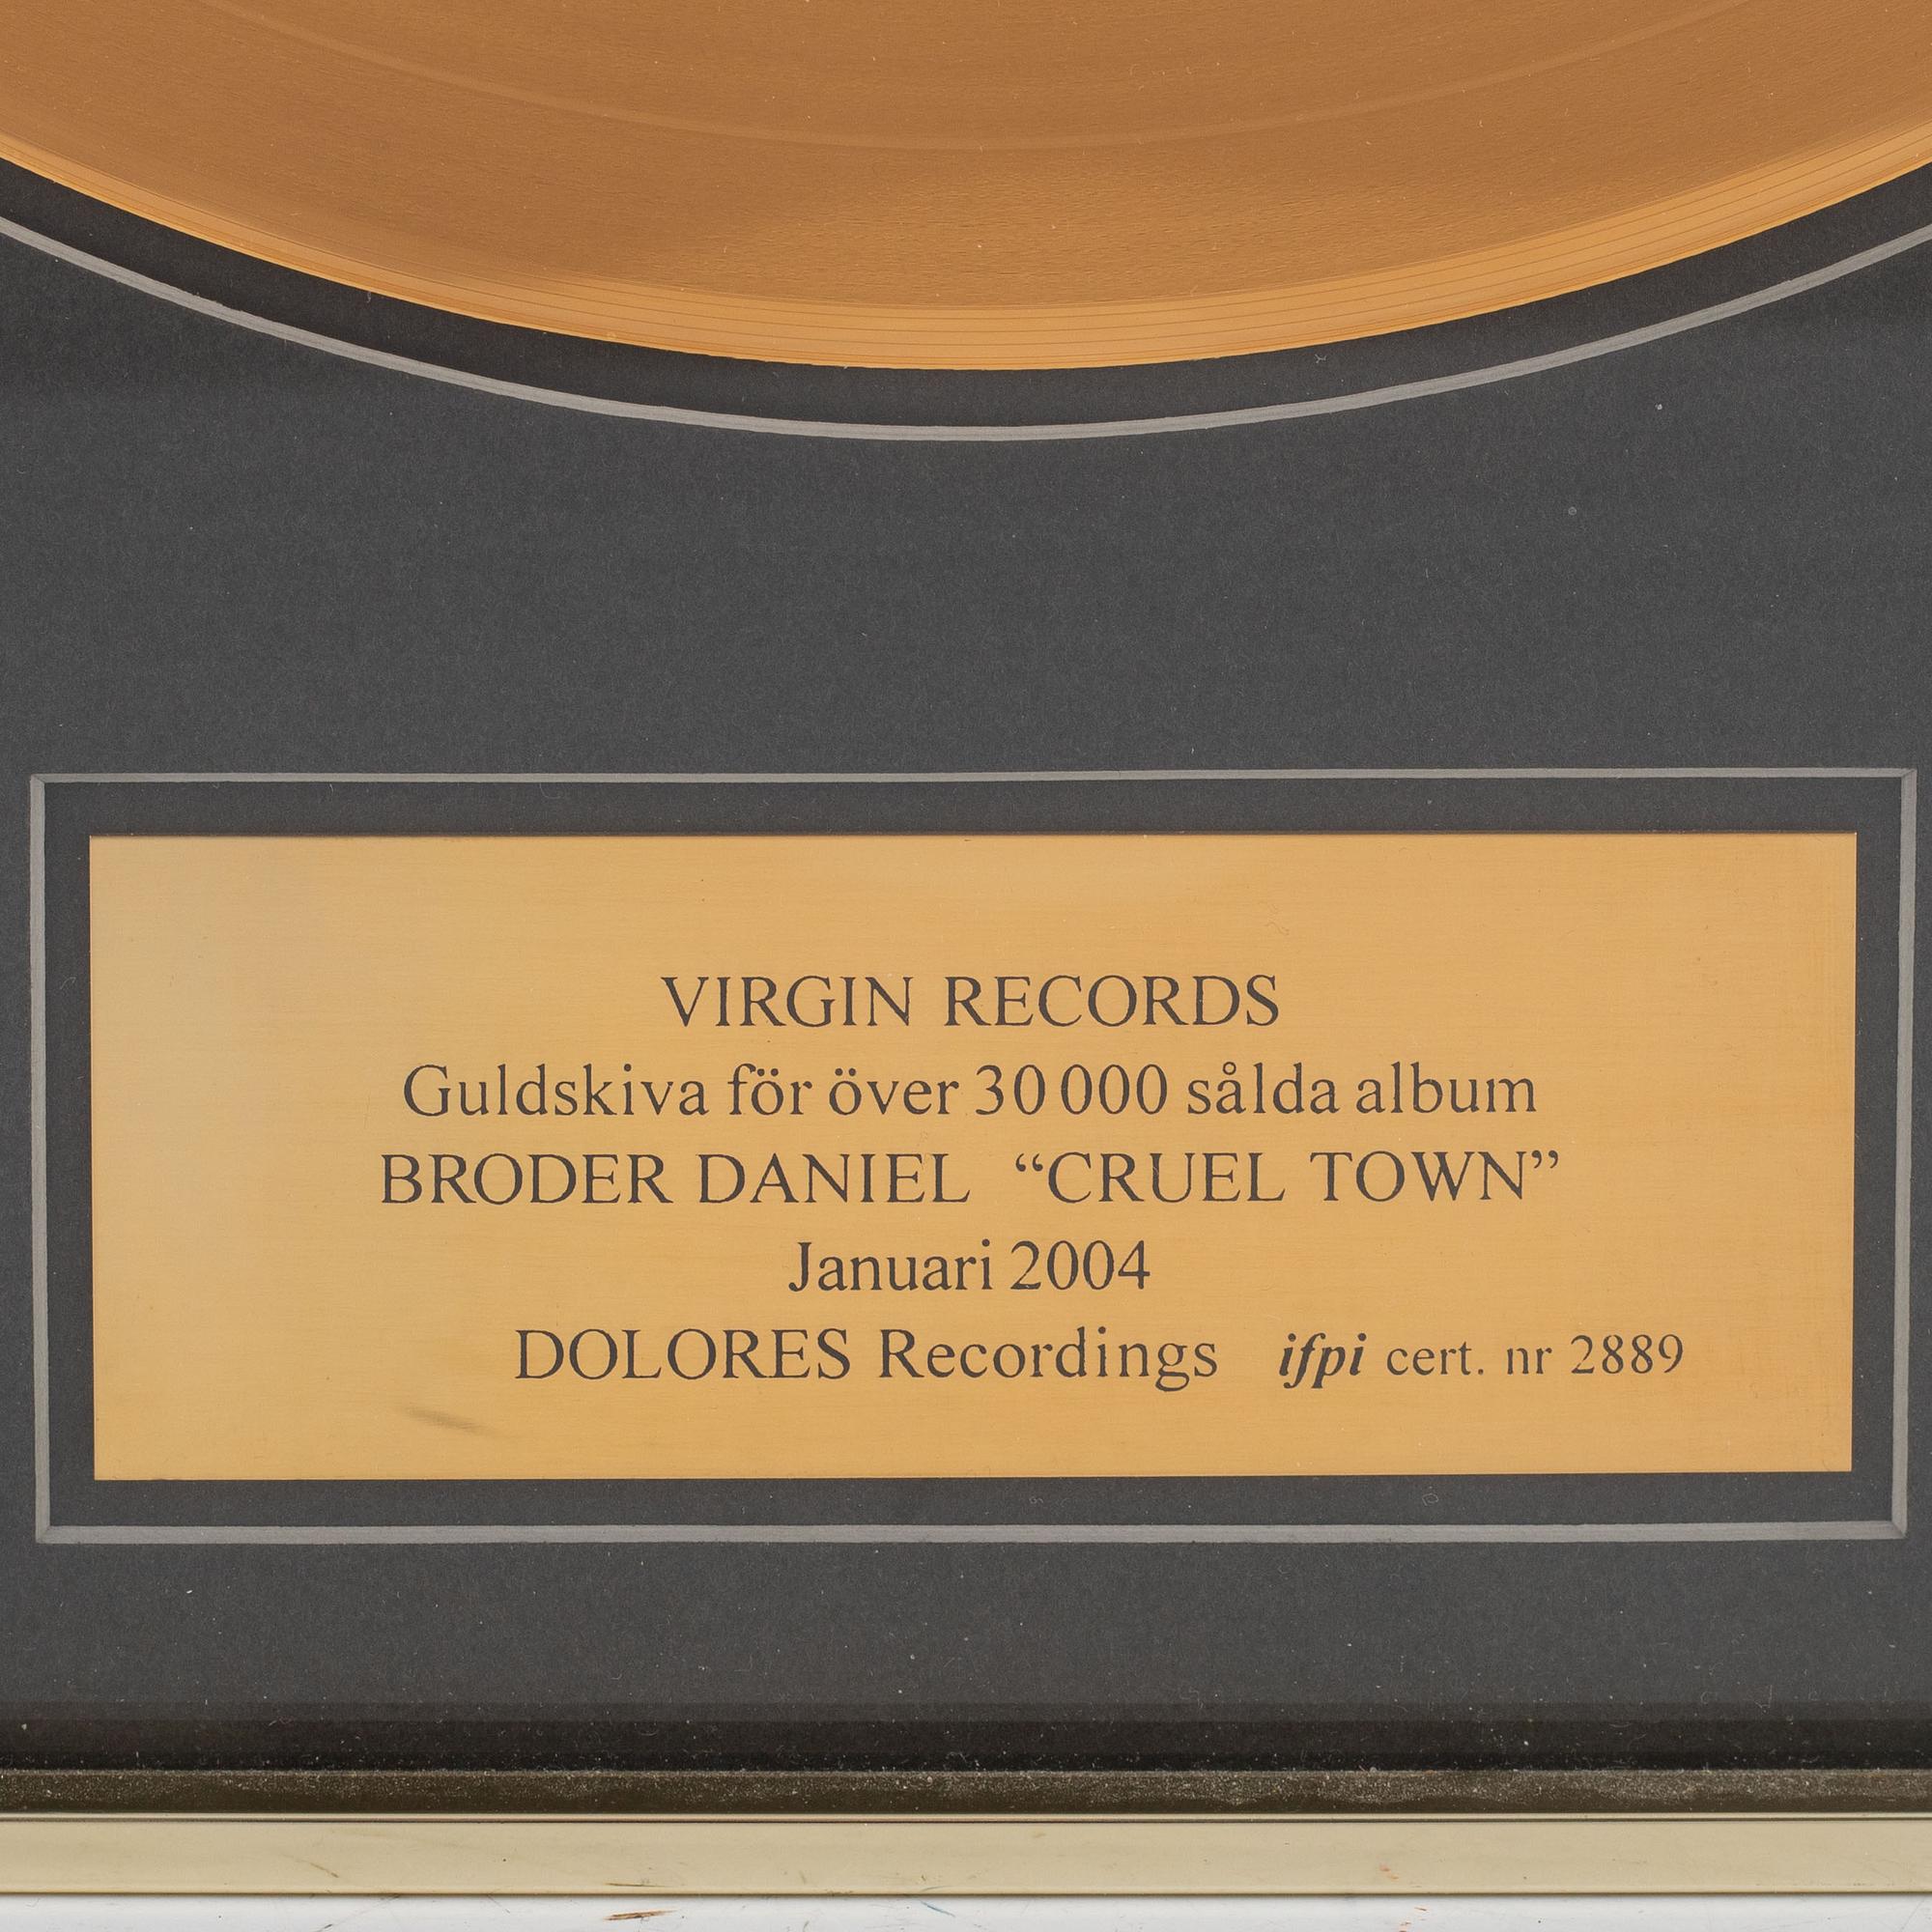 VIRGIN RECORDS
Guldskiva för över 30 000 sålda album
BRODER DANIEL “CRUEL TOWN”
Januari 2004
DOLORES Recordings ifpi cert. nr 2889